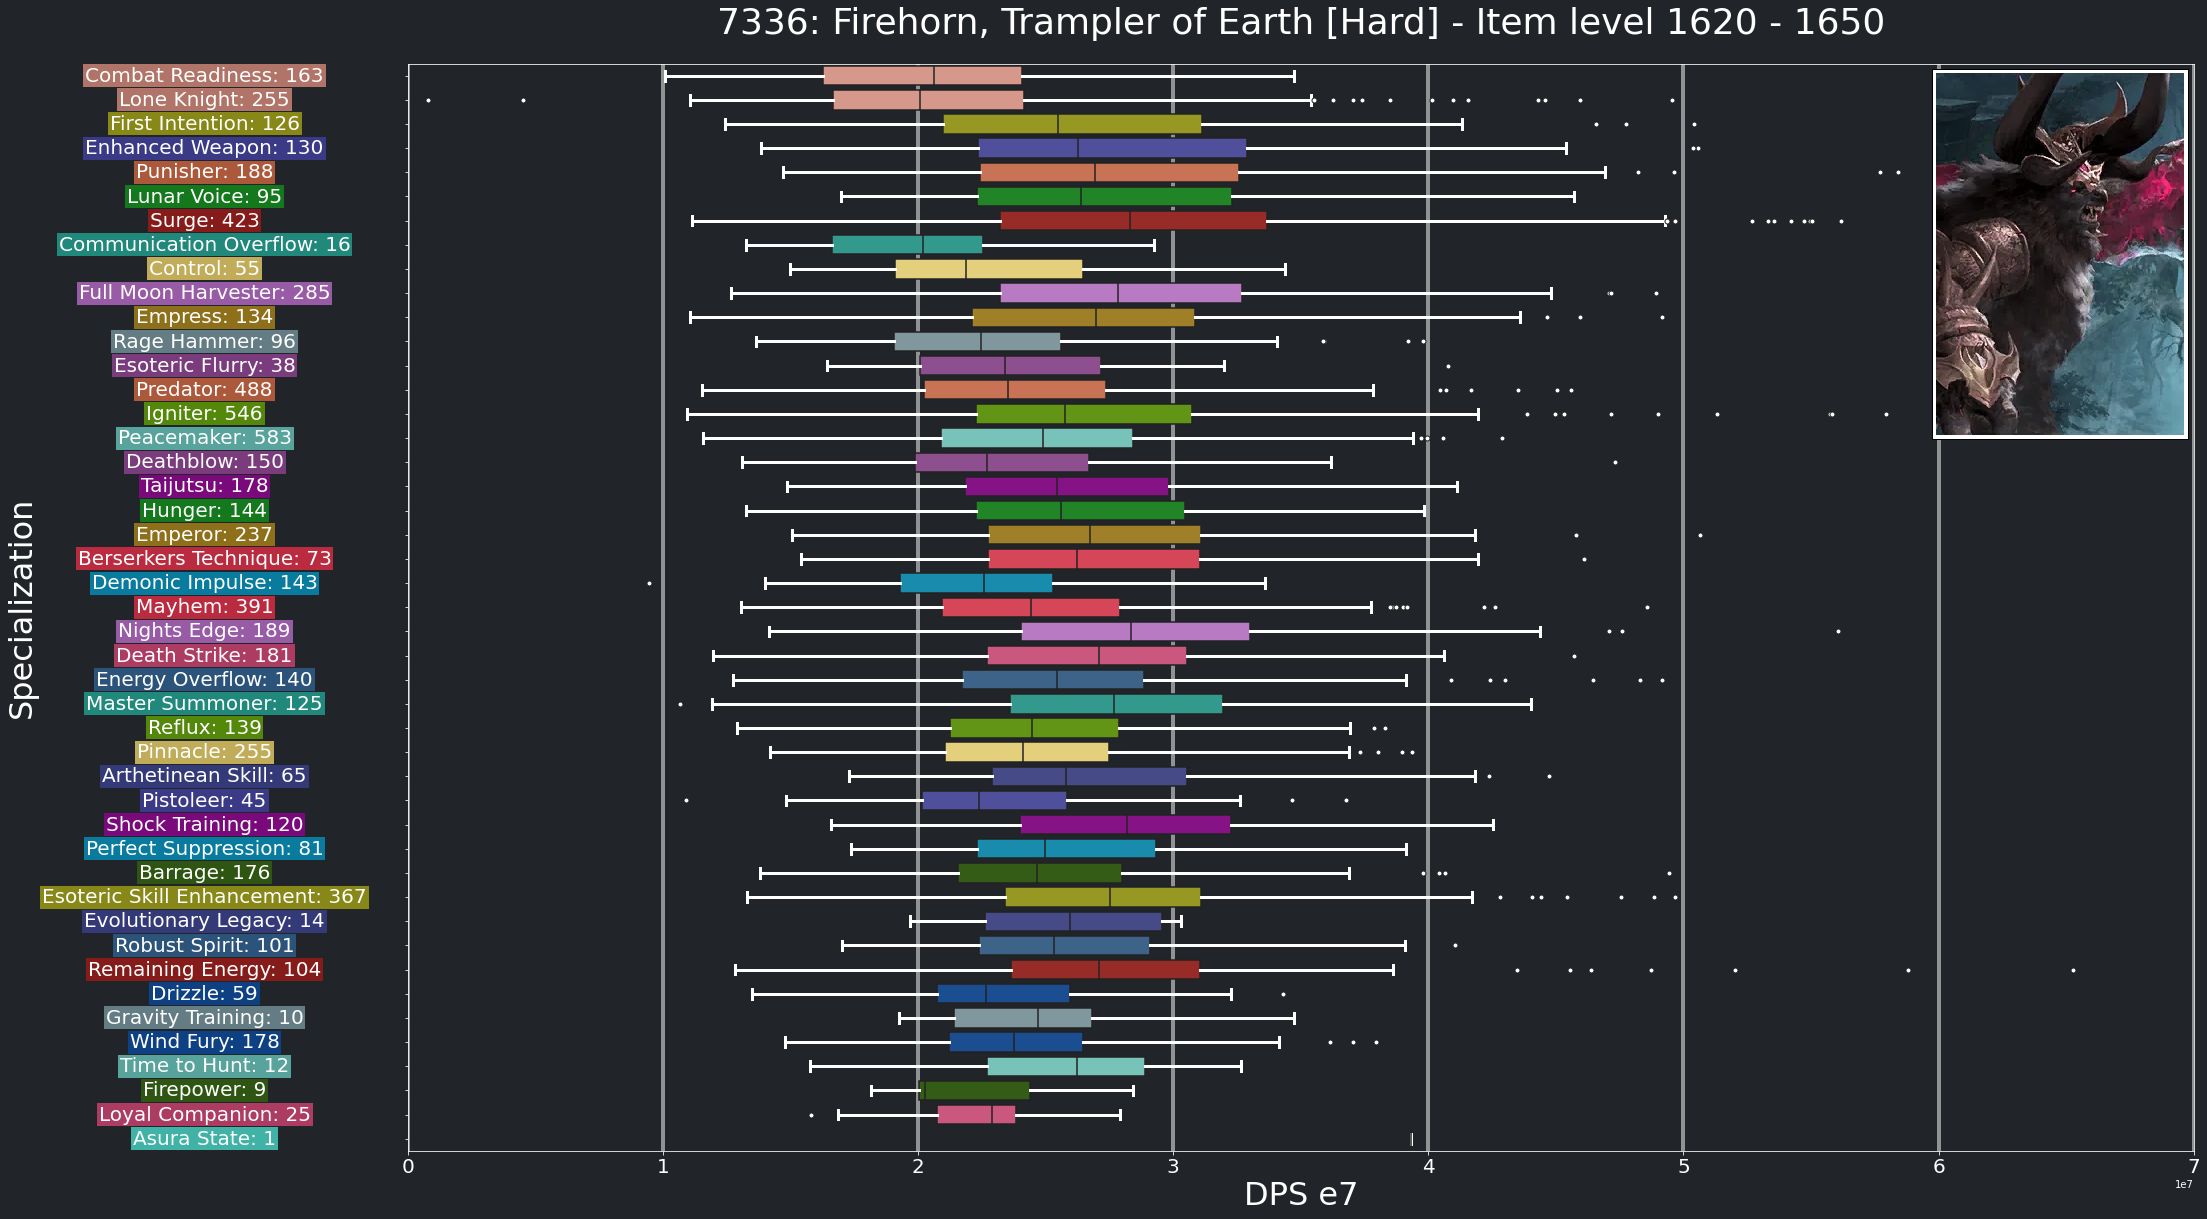 7336: Firehorn, Trampler of Earth [Hard] - Item level 1620 - 1650
Specialization
Combat Readiness: 163
Lone Knight: 255
First Intention: 126
Enhanced Weapon: 130
Punisher: 188
Lunar Voice: 95
Surge: 423
Communication Overflow: 16
Control: 55
Full Moon Harvester: 285
Empress: 134
Rage Hammer: 96
Esoteric Flurry: 38
Predator: 488
Igniter: 546
Peacemaker: 583
Deathblow: 150
Taijutsu: 178
Hunger: 144
Emperor: 237
Berserkers Technique: 73
Demonic Impulse: 143
Mayhem: 391
Nights Edge: 189
Death Strike: 181
Energy Overflow: 140
Master Summoner: 125
Reflux: 139
Pinnacle: 255
Arthetinean Skill: 65
Pistoleer: 45
Shock Training: 120
Perfect Suppression: 81
Barrage: 176
Esoteric Skill Enhancement: 367
Evolutionary Legacy: 14
Robust Spirit: 101
Remaining Energy: 104
Drizzle: 59
Gravity Training: 10
Wind Fury: 178
Time to Hunt: 12
Firepower: 9
Loyal Companion: 25
Asura State: 1
0 1 2 3 4 5 6 7
DPS e7
1e7